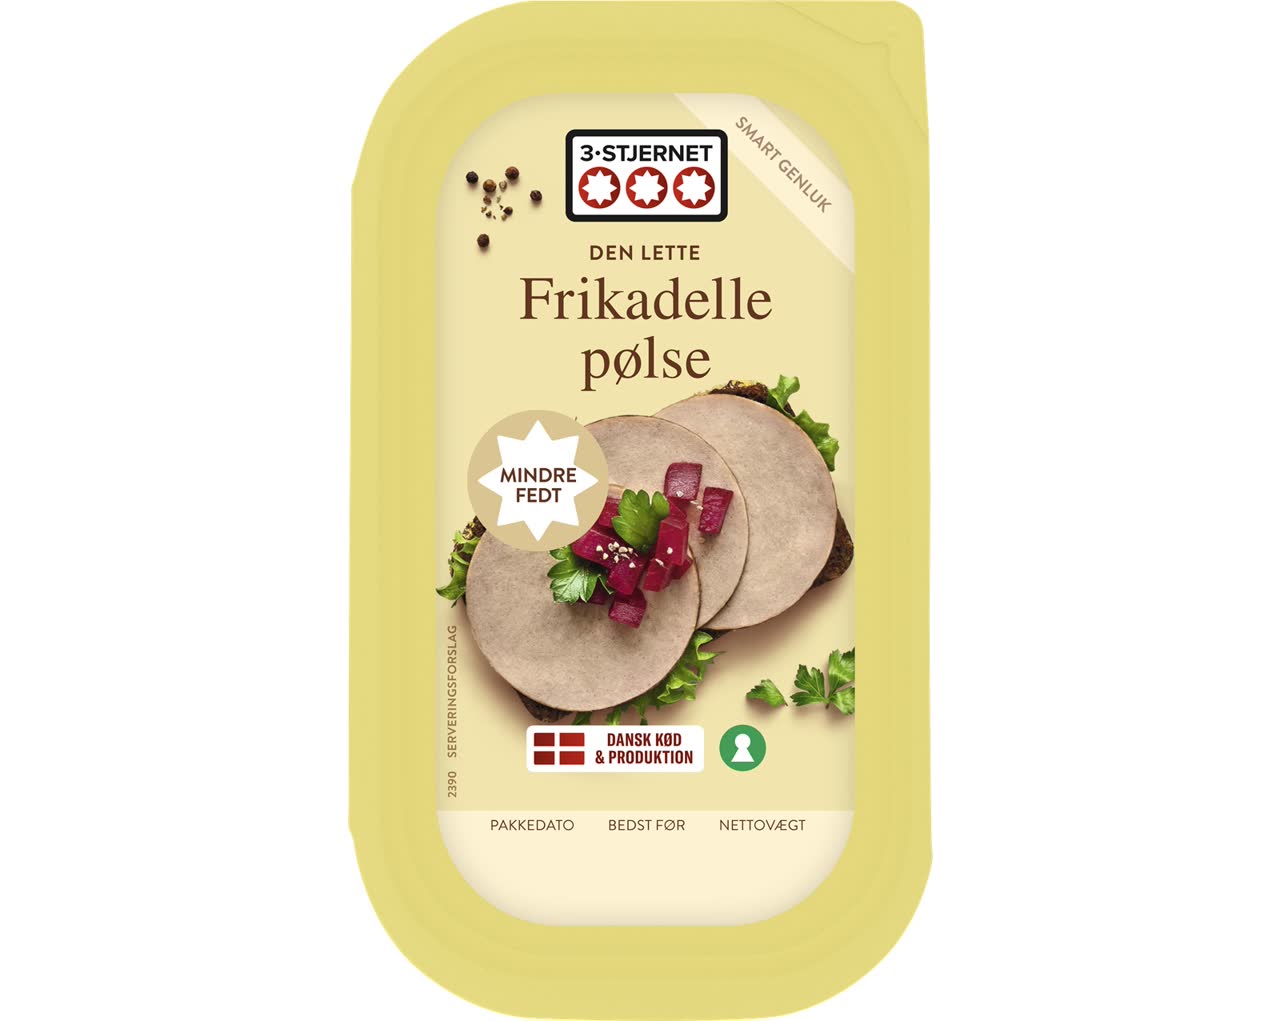 3·STJERNET
SMART GENLUK
DEN LETTE
Frikadelle
pølse
MINDRE
FEDT
2390 SERVERINGSFORSLAG
DANSK KØD
& PRODUKTION
PAKKEDATO BEDST FØR NETTOVÆGT